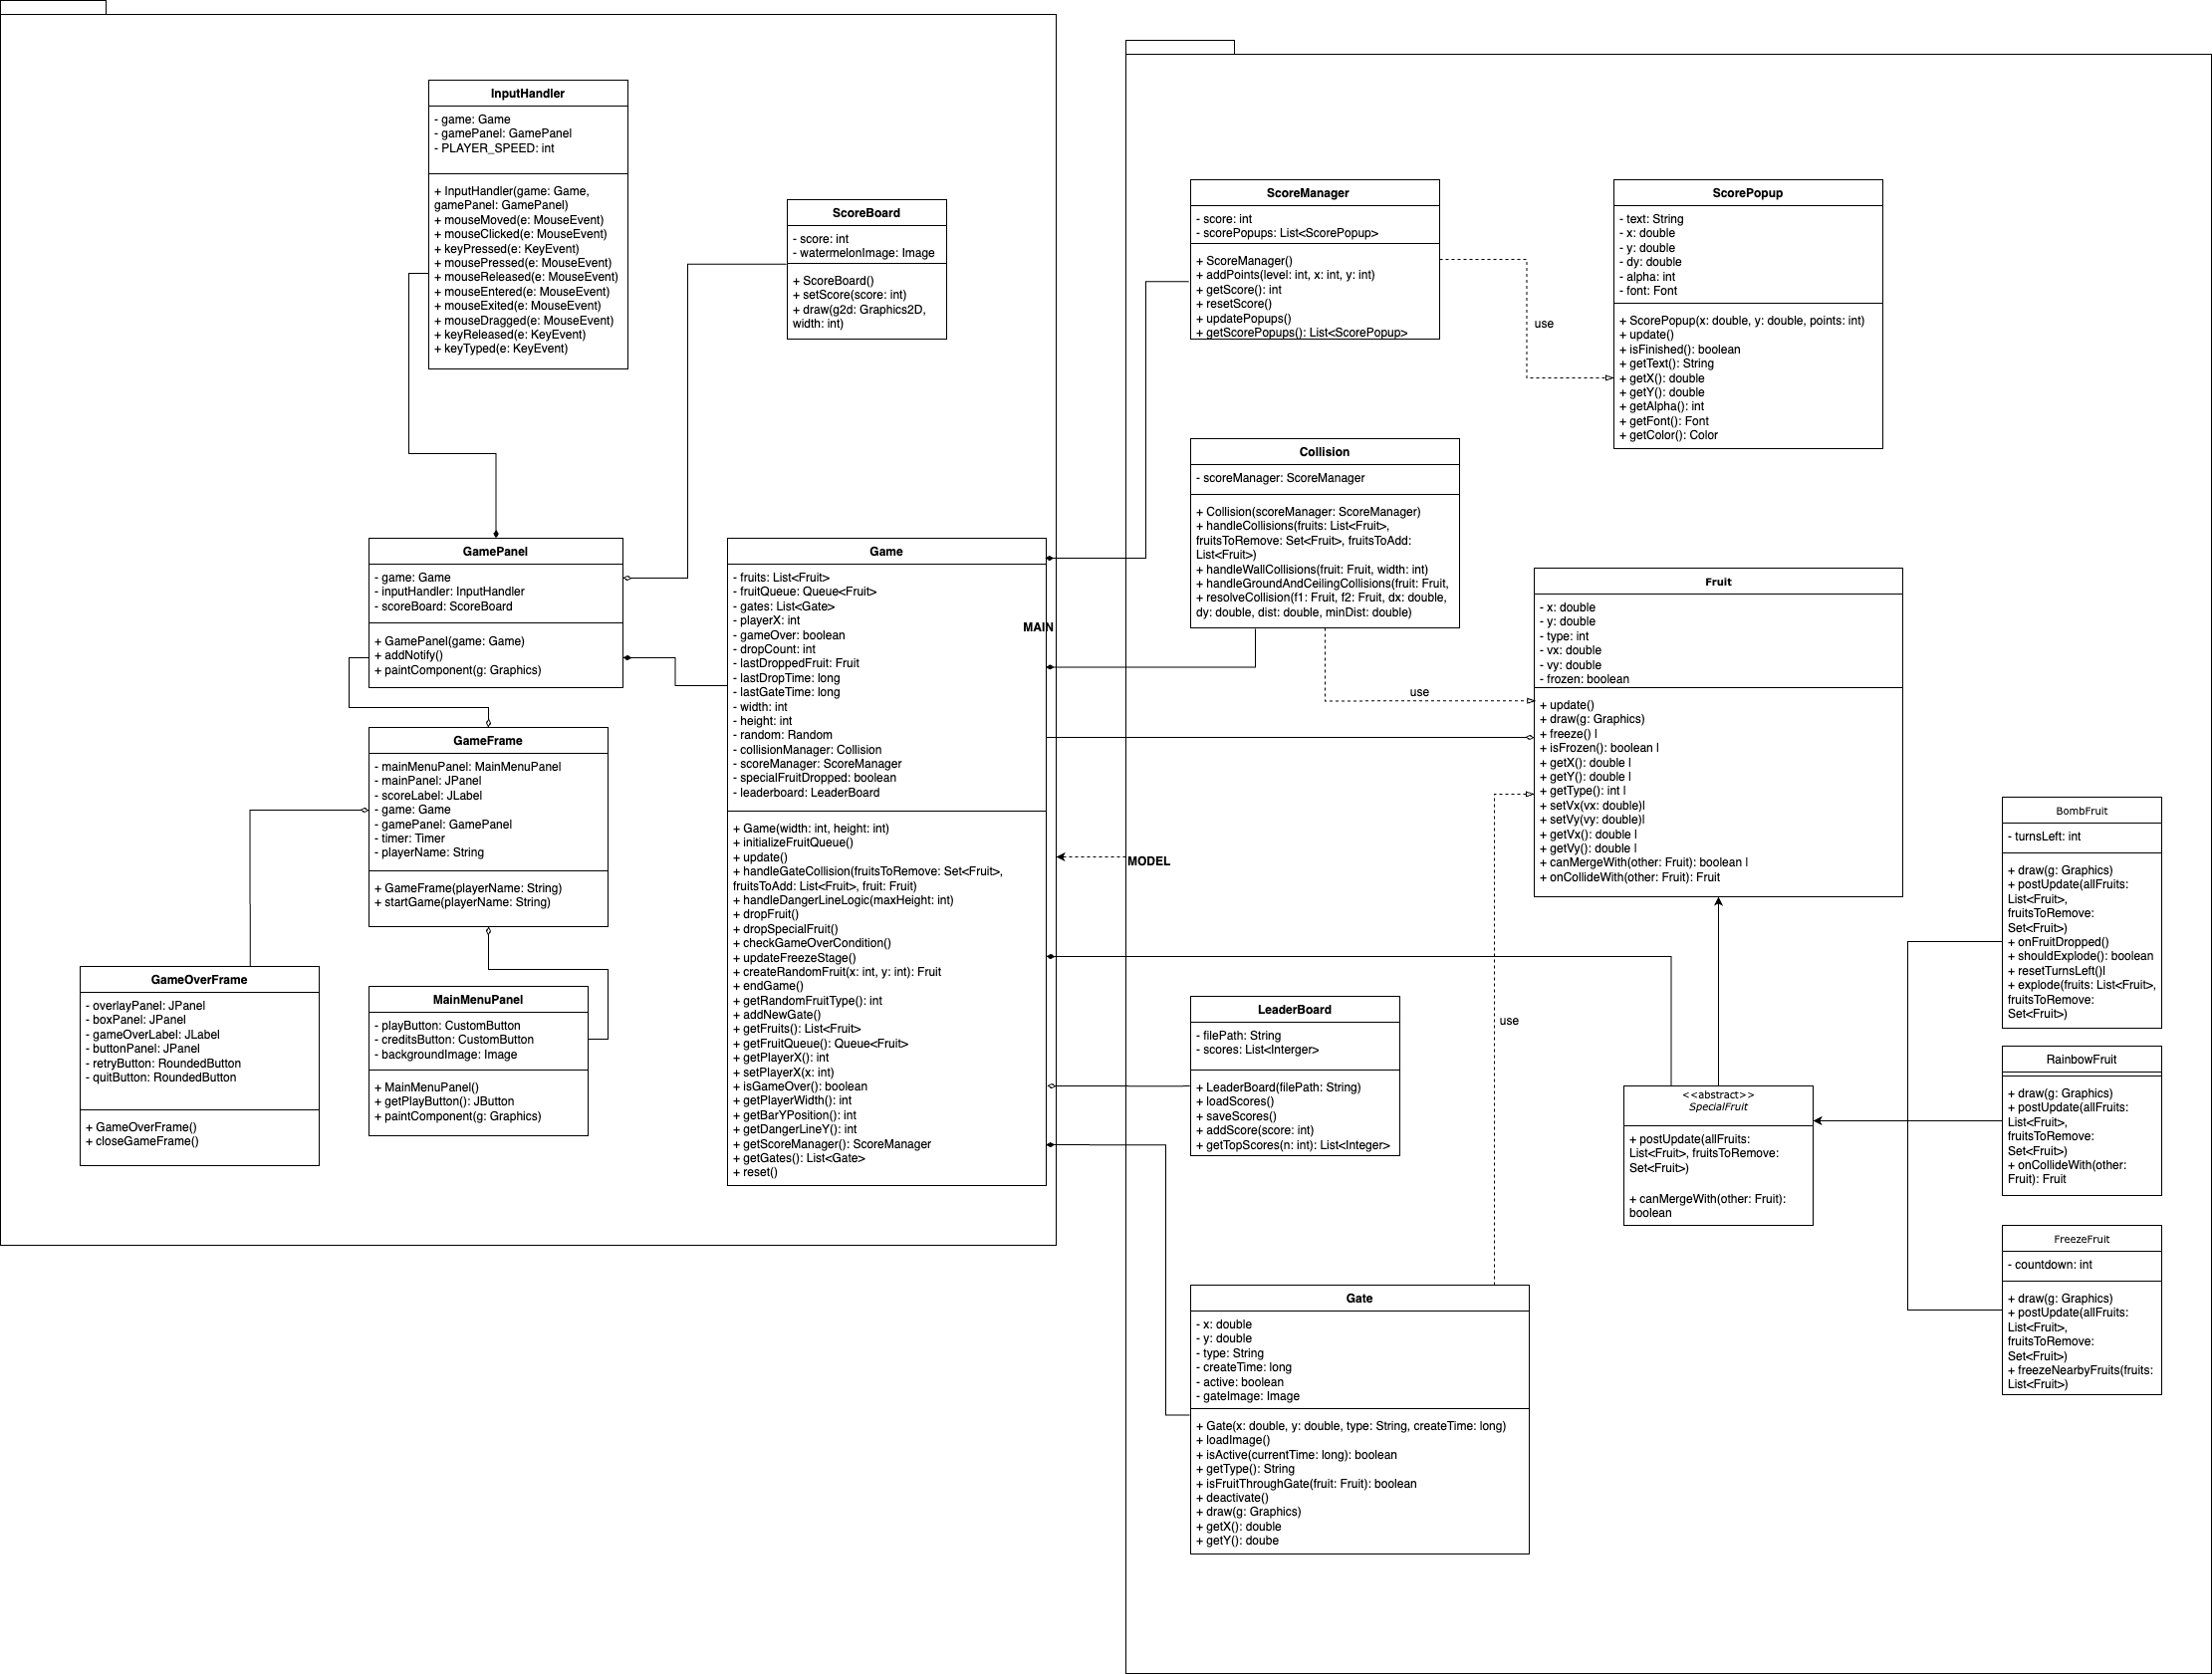 InputHandler
- game: Game
- gamePanel: GamePanel
- PLAYER_SPEED: int
+ InputHandler(game: Game,
gamePanel: GamePanel)
+ mouseMoved(e: MouseEvent)
+ mouseClicked(e: MouseEvent)
+ keyPressed(e: KeyEvent)
+ mousePressed(e: MouseEvent)
+ mouseReleased(e: MouseEvent)
+ mouseEntered(e: MouseEvent)
+ mouseExited(e: MouseEvent)
+ mouseDragged(e: MouseEvent)
+ keyReleased(e: KeyEvent)
+ keyTyped(e: KeyEvent)
ScoreBoard
- score: int
- watermelonImage: Image
+ ScoreBoard()
+ setScore(score: int)
+ draw(g2d: Graphics2D,
width: int)
GamePanel
- game: Game
- inputHandler: InputHandler
- scoreBoard: ScoreBoard
+ GamePanel(game: Game)
+ addNotify()
+ paintComponent(g: Graphics)
GameFrame
- mainMenuPanel: MainMenuPanel
- mainPanel: JPanel
- scoreLabel: JLabel
- game: Game
- gamePanel: GamePanel
- timer: Timer
- playerName: String
+ GameFrame(playerName: String)
+ startGame(playerName: String)
GameOverFrame
- overlayPanel: JPanel
- boxPanel: JPanel
- gameOverLabel: JLabel
- buttonPanel: JPanel
- retryButton: RoundedButton
- quitButton: RoundedButton
+ GameOverFrame()
+ closeGameFrame()
MainMenuPanel
- playButton: CustomButton
- creditsButton: CustomButton
- backgroundImage: Image
+ MainMenuPanel()
+ getPlayButton(): JButton
+ paintComponent(g: Graphics)
Game
- fruits: List<Fruit>
- fruitQueue: Queue<Fruit>
- gates: List<Gate>
- playerX: int
- gameOver: boolean
- dropCount: int
- lastDroppedFruit: Fruit
- lastDropTime: long
- lastGateTime: long
- width: int
- height: int
- random: Random
- collisionManager: Collision
- scoreManager: ScoreManager
- specialFruitDropped: boolean
- leaderboard: LeaderBoard
+ Game(width: int, height: int)
+ initializeFruitQueue()
+ update()
+ handleGateCollision(fruitsToRemove: Set<Fruit>,
fruitsToAdd: List<Fruit>, fruit: Fruit)
+ handleDangerLineLogic(maxHeight: int)
+ dropFruit()
+ dropSpecialFruit()
+ checkGameOverCondition()
+ updateFreezeStage()
+ createRandomFruit(x: int, y: int): Fruit
+ endGame()
+ getRandomFruitType(): int
+ addNewGate()
+ getFruits(): List<Fruit>
+ getFruitQueue(): Queue<Fruit>
+ getPlayerX(): int
+ setPlayerX(x: int)
+ isGameOver(): boolean
+ getPlayerWidth(): int
+ getBarYPosition(): int
+ getDangerLineY(): int
+ getScoreManager(): ScoreManager
+ getGates(): List<Gate>
+ reset()
MAIN
MODEL
ScoreManager
- score: int
- scorePopups: List<ScorePopup>
+ ScoreManager()
+ addPoints(level: int, x: int, y: int)
+ getScore(): int
+ resetScore()
+ updatePopups()
+ getScorePopups(): List<ScorePopup>
use
ScorePopup
- text: String
- x: double
- y: double
- dy: double
- alpha: int
- font: Font
+ ScorePopup(x: double, y: double, points: int)
+ update()
+ isFinished(): boolean
+ getText(): String
+ getX(): double
+ getY(): double
+ getAlpha(): int
+ getFont(): Font
+ getColor(): Color
Collision
- scoreManager: ScoreManager
+ Collision(scoreManager: ScoreManager)
+ handleCollisions(fruits: List<Fruit>,
fruitsToRemove: Set<Fruit>, fruitsToAdd:
List<Fruit>)
+ handleWallCollisions(fruit: Fruit, width: int)
+ handleGroundAndCeilingCollisions(fruit: Fruit,
+ resolveCollision(f1: Fruit, f2: Fruit, dx: double,
dy: double, dist: double, minDist: double)
use
Fruit
- x: double
- y: double
- type: int
- vx: double
- vy: double
- frozen: boolean
+ update()
+ draw(g: Graphics)
+ freeze() |
+ isFrozen(): boolean |
+ getX(): double |
+ getY(): double |
+ getType(): int |
+ setVx(vx: double)|
+ setVy(vy: double)|
+ getVx(): double |
+ getVy(): double |
+ canMergeWith(other: Fruit): boolean |
+ onCollideWith(other: Fruit): Fruit
use
LeaderBoard
- filePath: String
- scores: List<Interger>
+ LeaderBoard(filePath: String)
+ loadScores()
+ saveScores()
+ addScore(score: int)
+ getTopScores(n: int): List<Integer>
<<abstract>>
SpecialFruit
+ postUpdate(allFruits:
List<Fruit>, fruitsToRemove:
Set<Fruit>)
+ canMergeWith(other: Fruit):
boolean
BombFruit
- turnsLeft: int
+ draw(g: Graphics)
+ postUpdate(allFruits:
List<Fruit>,
fruitsToRemove:
Set<Fruit>)
+ onFruitDropped()
+ shouldExplode(): boolean
+ resetTurnsLeft()|
+ explode(fruits: List<Fruit>,
fruitsToRemove:
Set<Fruit>)
RainbowFruit
+ draw(g: Graphics)
+ postUpdate(allFruits:
List<Fruit>,
fruitsToRemove:
Set<Fruit>)
+ onCollideWith(other:
Fruit): Fruit
FreezeFruit
- countdown: int
+ draw(g: Graphics)
+ postUpdate(allFruits:
List<Fruit>,
fruitsToRemove:
Set<Fruit>)
+ freezeNearbyFruits(fruits:
List<Fruit>)
Gate
- x: double
- y: double
- type: String
- createTime: long
- active: boolean
- gateImage: Image
+ Gate(x: double, y: double, type: String, createTime: long)
+ loadImage()
+ isActive(currentTime: long): boolean
+ getType(): String
+ isFruitThroughGate(fruit: Fruit): boolean
+ deactivate()
+ draw(g: Graphics)
+ getX(): double
+ getY(): doube